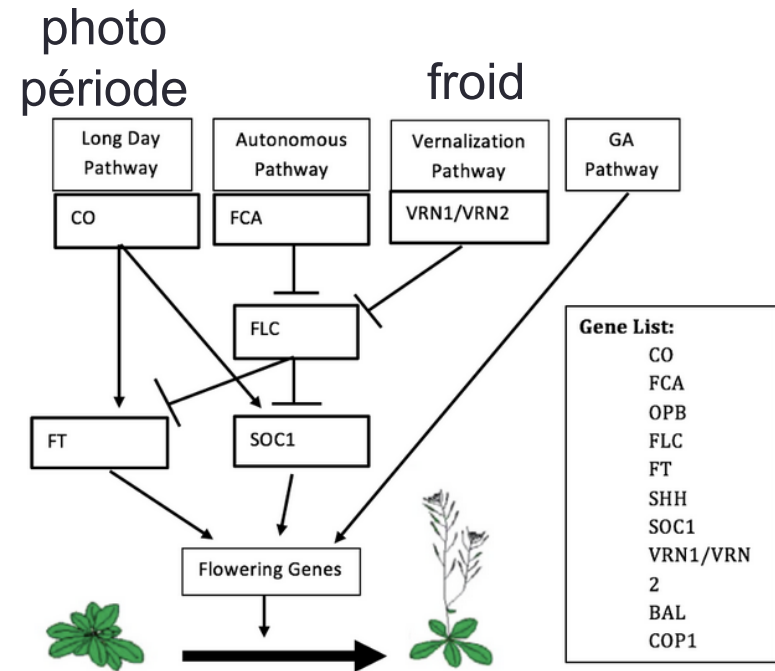 photo
période
froid
Long Day
Pathway
Autonomous
Pathway
Vernalization
Pathway
GA
Pathway
CO
FCA
VRN1/VRN2
FLC
FT
SOC1
Flowering Genes
Gene List:
CO
FCA
OPB
FLC
FT
SHH
SOC1
VRN1/VRN
2
BAL
COP1